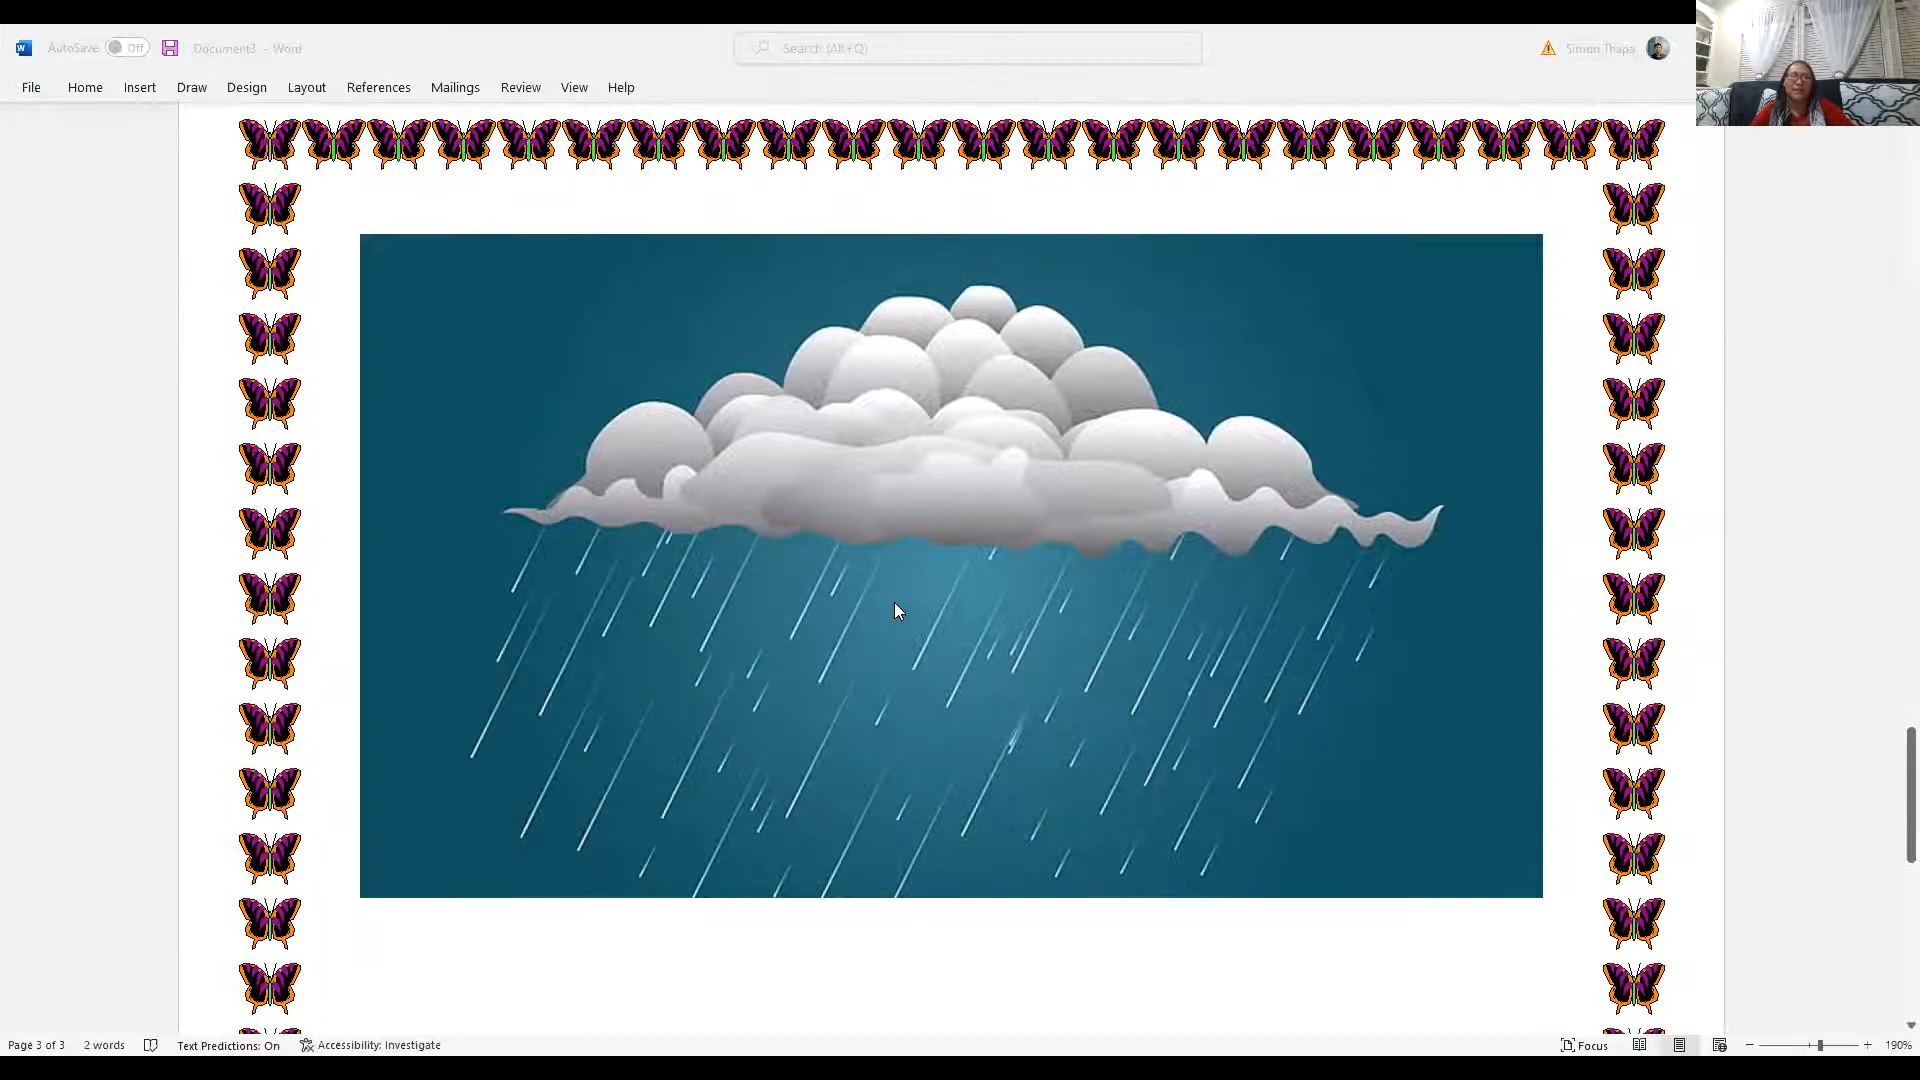 W AutoSave Off Document3 - Word Search (Alt+Q) Simon Thapa
File Home Insert Draw Design Layout References Mailings Review View Help
Page 3 of 3 2 words Text Predictions: On Accessibility: Investigate Focus 190%